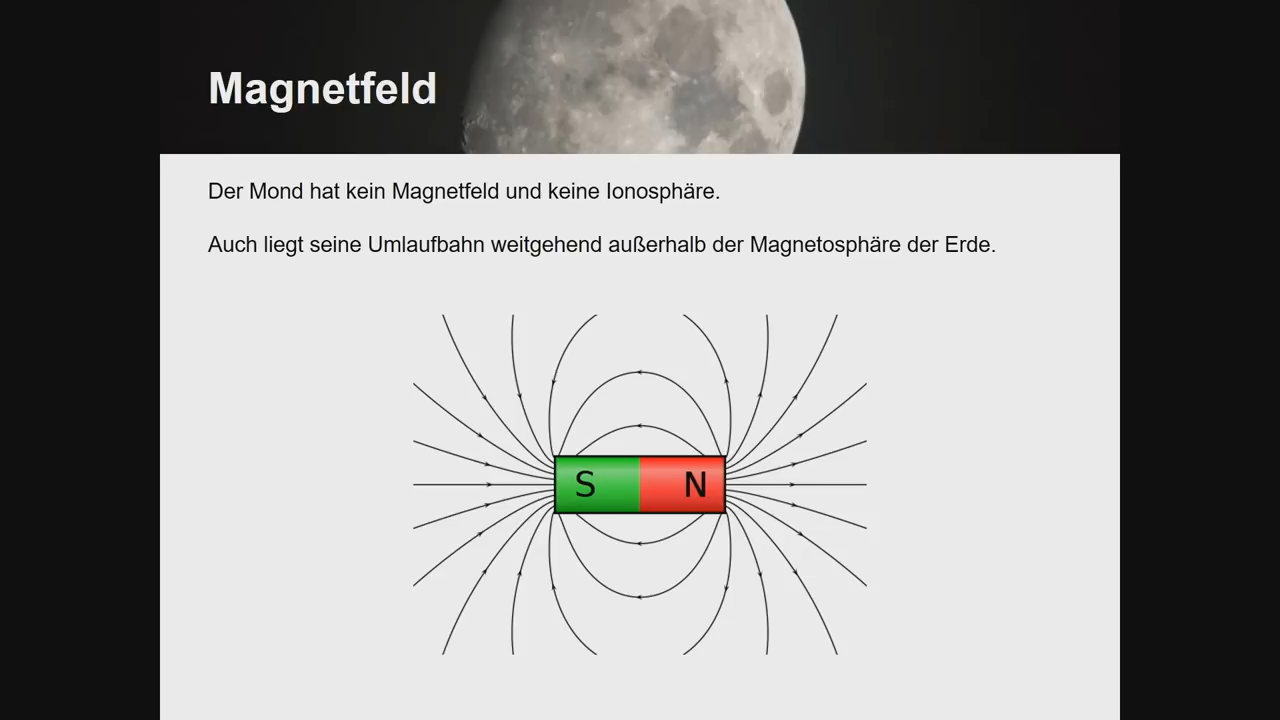 Magnetfeld
Der Mond hat kein Magnetfeld und keine Ionosphäre.
Auch liegt seine Umlaufbahn weitgehend außerhalb der Magnetosphäre der Erde.
S N